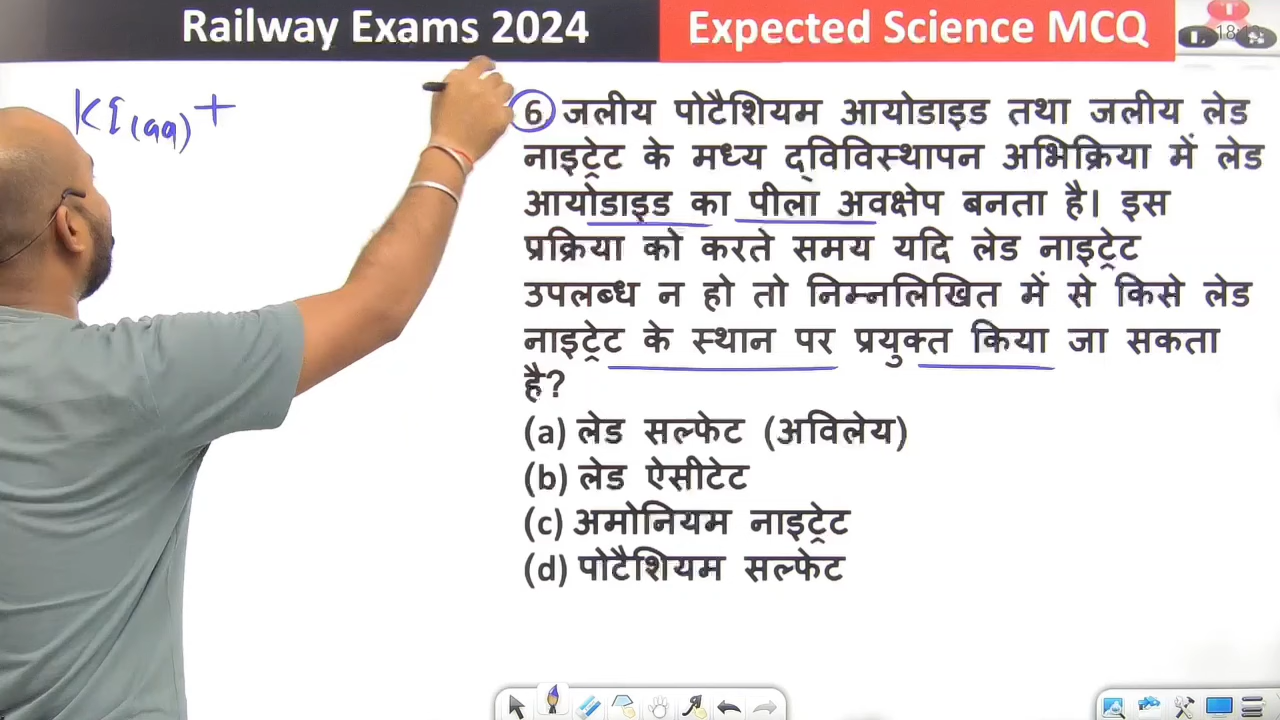 Railway Exams 2024
Expected Science MCQ
KI(aq) +
6. जलीय पोटैशियम आयोडाइड तथा जलीय लेड
नाइट्रेट के मध्य द्विविस्थापन अभिक्रिया में लेड
आयोडाइड का पीला अवक्षेप बनता है। इस
प्रक्रिया को करते समय यदि लेड नाइट्रेट
उपलब्ध न हो तो निम्नलिखित में से किसे लेड
नाइट्रेट के स्थान पर प्रयुक्त किया जा सकता
है?
(a) लेड सल्फेट (अविलेय)
(b) लेड ऐसीटेट
(c) अमोनियम नाइट्रेट
(d) पोटैशियम सल्फेट